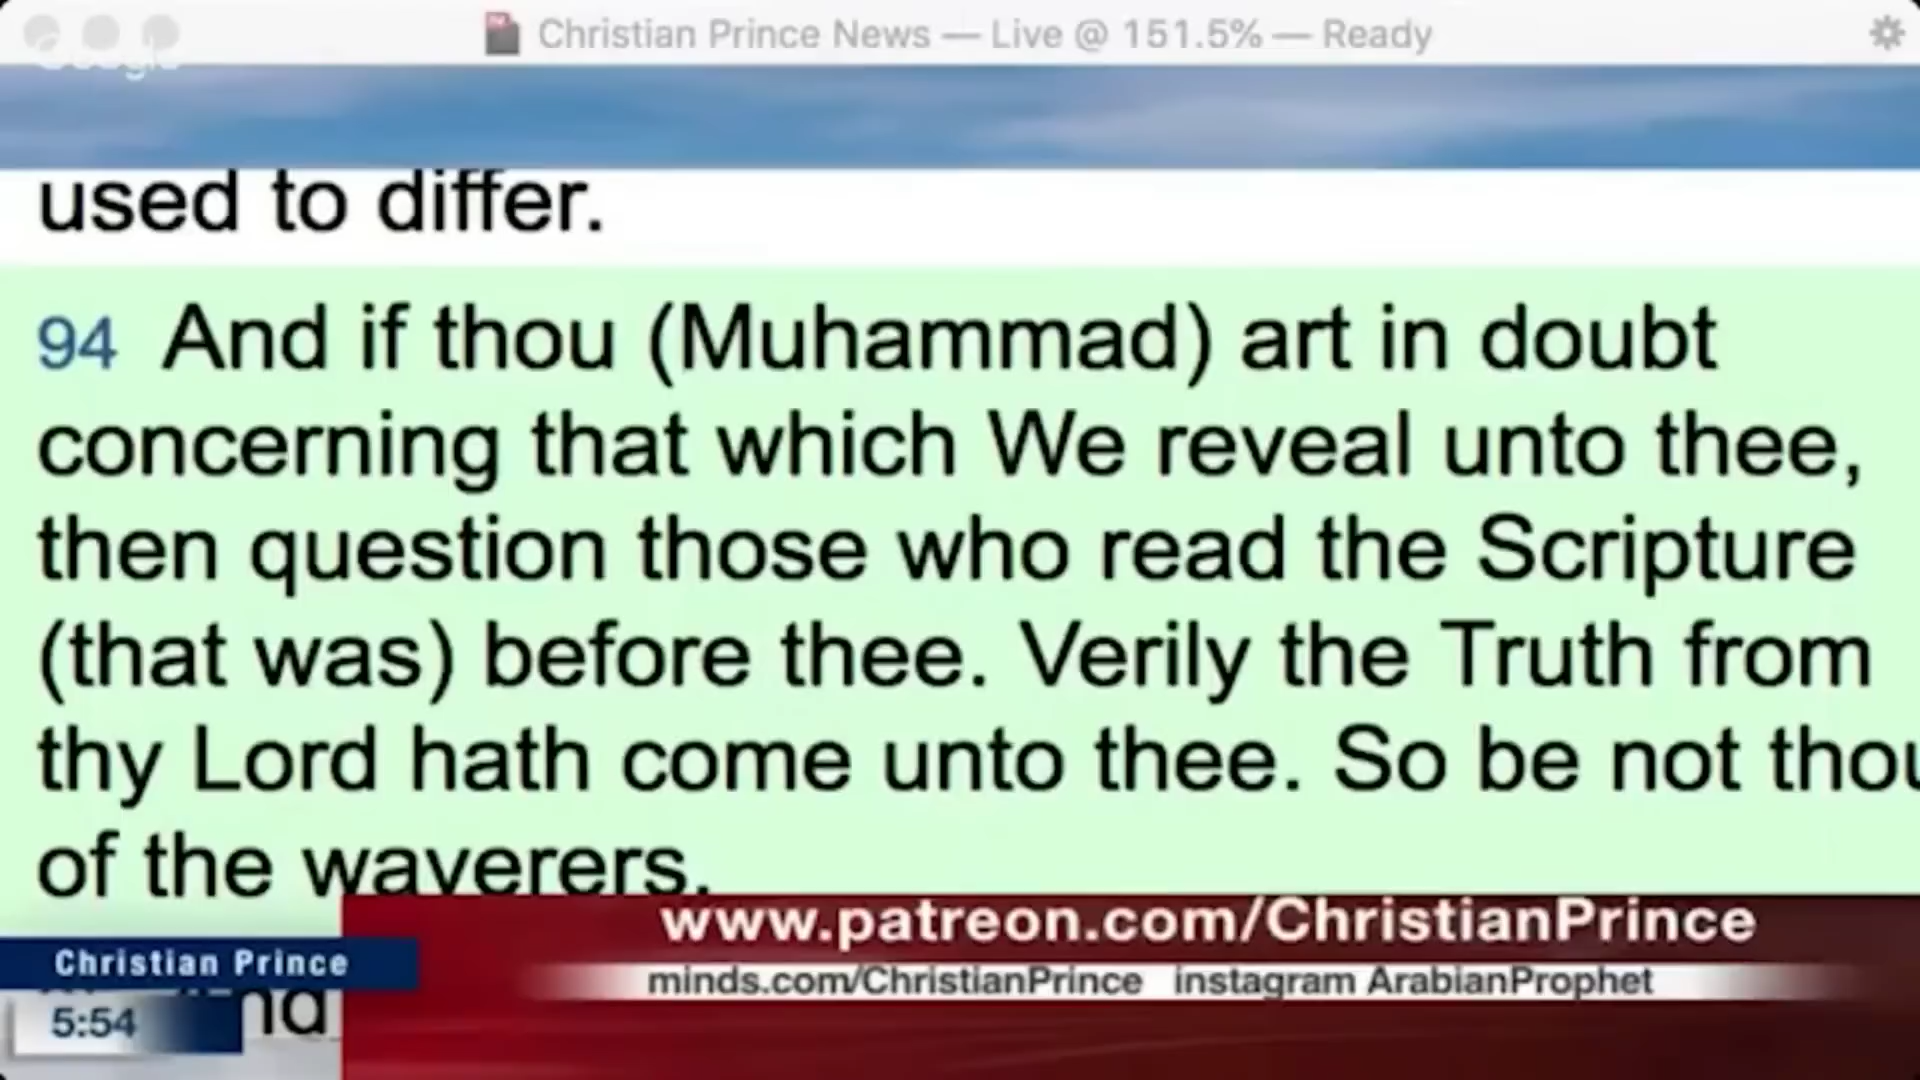 Christian Prince News — Live @ 151.5% — Ready
Google
used to differ.
94 And if thou (Muhammad) art in doubt
concerning that which We reveal unto thee,
then question those who read the Scripture
(that was) before thee. Verily the Truth from
thy Lord hath come unto thee. So be not thou
of the waverers.
www.patreon.com/ChristianPrince
Christian Prince
minds.com/ChristianPrince instagram ArabianProphet
5:54